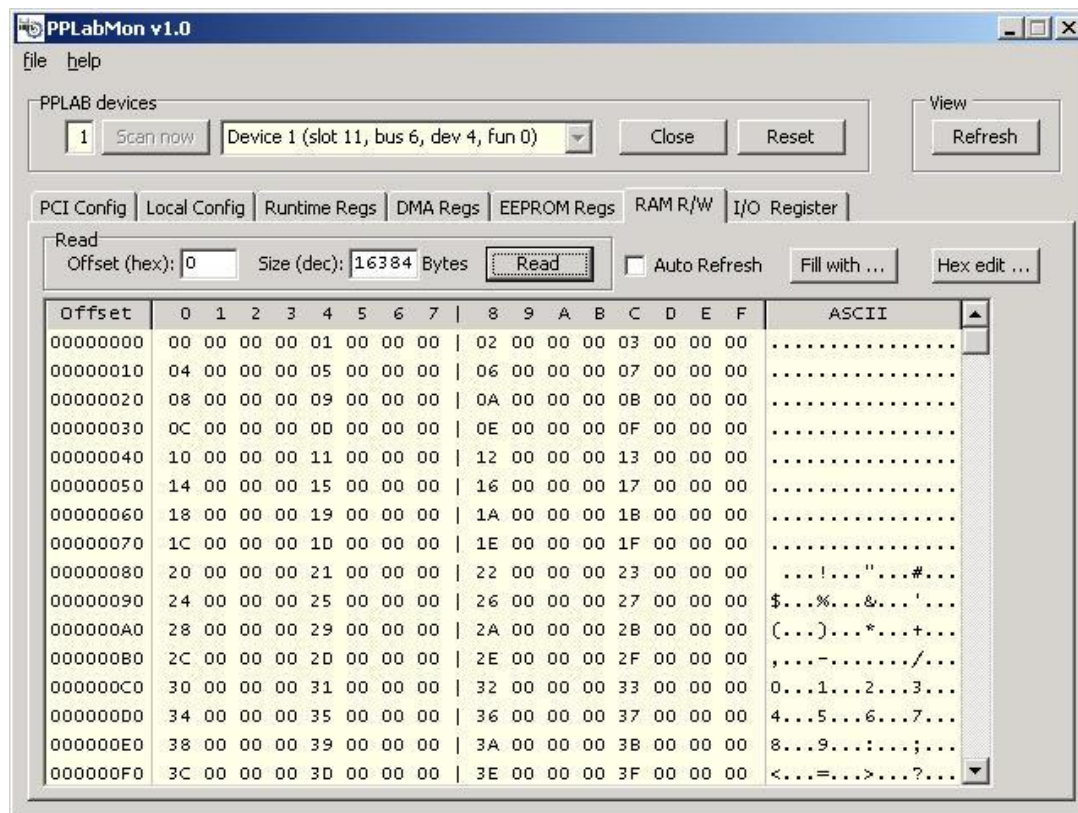 PPLabMon v1.0
file help
PPLAB devices
View
1 Scan now Device 1 (slot 11, bus 6, dev 4, fun 0) Close Reset Refresh
PCI Config Local Config Runtime Regs DMA Regs EEPROM Regs RAM R/W I/O Register
Read
Offset (hex): 0 Size (dec): 16384 Bytes Read Auto Refresh Fill with ... Hex edit ...
Offset 0 1 2 3 4 5 6 7 | 8 9 A B C D E F ASCII
00000000 00 00 00 00 01 00 00 00 | 02 00 00 00 03 00 00 00 ................
00000010 04 00 00 00 05 00 00 00 | 06 00 00 00 07 00 00 00 ................
00000020 08 00 00 00 09 00 00 00 | 0A 00 00 00 0B 00 00 00 ................
00000030 0C 00 00 00 0D 00 00 00 | 0E 00 00 00 0F 00 00 00 ................
00000040 10 00 00 00 11 00 00 00 | 12 00 00 00 13 00 00 00 ................
00000050 14 00 00 00 15 00 00 00 | 16 00 00 00 17 00 00 00 ................
00000060 18 00 00 00 19 00 00 00 | 1A 00 00 00 1B 00 00 00 ................
00000070 1C 00 00 00 1D 00 00 00 | 1E 00 00 00 1F 00 00 00 ................
00000080 20 00 00 00 21 00 00 00 | 22 00 00 00 23 00 00 00  ...!..."...#...
00000090 24 00 00 00 25 00 00 00 | 26 00 00 00 27 00 00 00 $...%...&...'...
000000A0 28 00 00 00 29 00 00 00 | 2A 00 00 00 2B 00 00 00 (...)...*...+...
000000B0 2C 00 00 00 2D 00 00 00 | 2E 00 00 00 2F 00 00 00 ,...-......./...
000000C0 30 00 00 00 31 00 00 00 | 32 00 00 00 33 00 00 00 0...1...2...3...
000000D0 34 00 00 00 35 00 00 00 | 36 00 00 00 37 00 00 00 4...5...6...7...
000000E0 38 00 00 00 39 00 00 00 | 3A 00 00 00 3B 00 00 00 8...9...:...;...
000000F0 3C 00 00 00 3D 00 00 00 | 3E 00 00 00 3F 00 00 00 <...=...>...?...